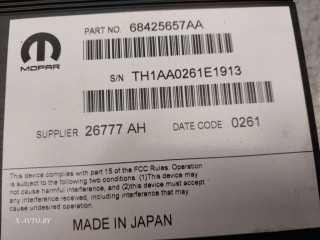 PART NO. 68425657AA
MOPAR
S/N TH1AA0261E1913
SUPPLIER 26777 AH DATE CODE 0261
This device complies with part 15 of the FCC Rules. Operation
is subject to the following two conditions: (1)This device may
not cause harmful interference, and (2)this device must accept
any interference received, including interference that may
cause undesired operation.
MADE IN JAPAN
X-AVTO.BY